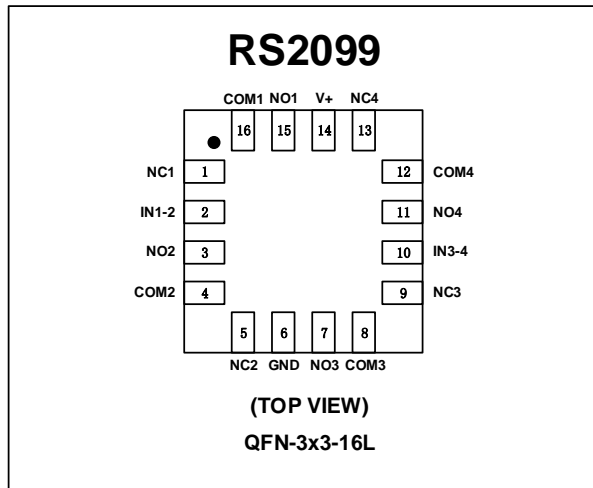 RS2099
COM1 NO1 V+ NC4
16 15 14 13
NC1 1 12 COM4
IN1-2 2 11 NO4
NO2 3 10 IN3-4
COM2 4 9 NC3
5 6 7 8
NC2 GND NO3 COM3
(TOP VIEW)
QFN-3x3-16L